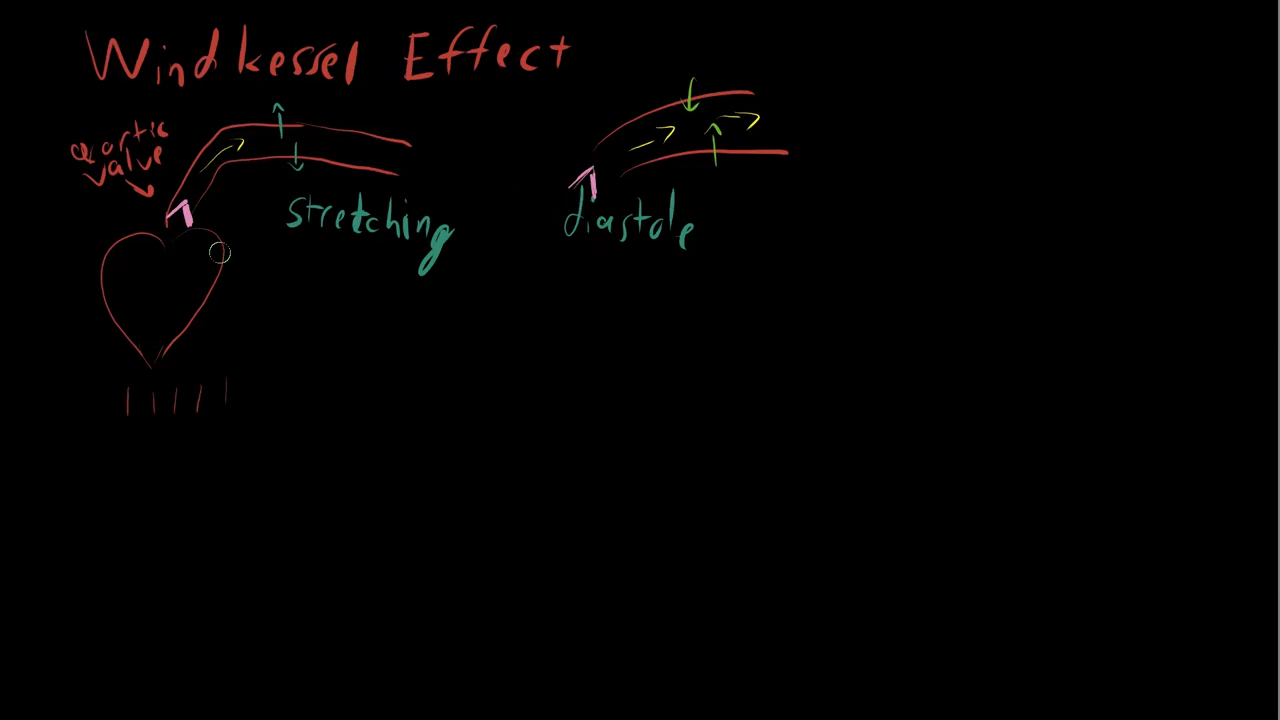 Windkessel Effect
aortic
valve
stretching
diastole